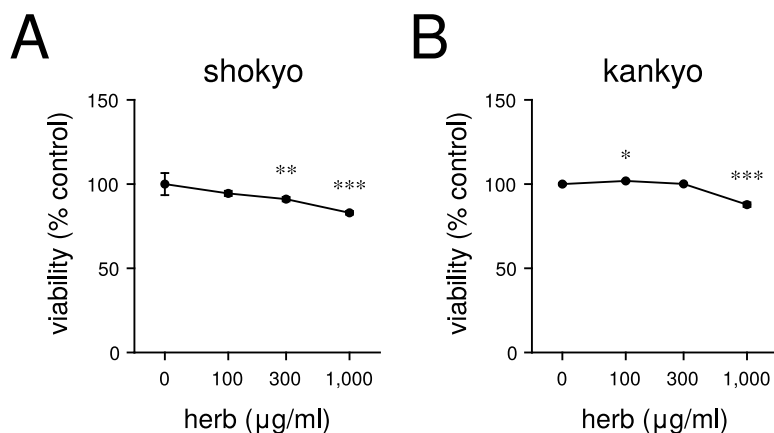 A
shokyo
viability (% control)
150
100
50
0
**
***
0 100 300 1,000
herb (µg/ml)
B
kankyo
viability (% control)
150
100
50
0
*
***
0 100 300 1,000
herb (µg/ml)